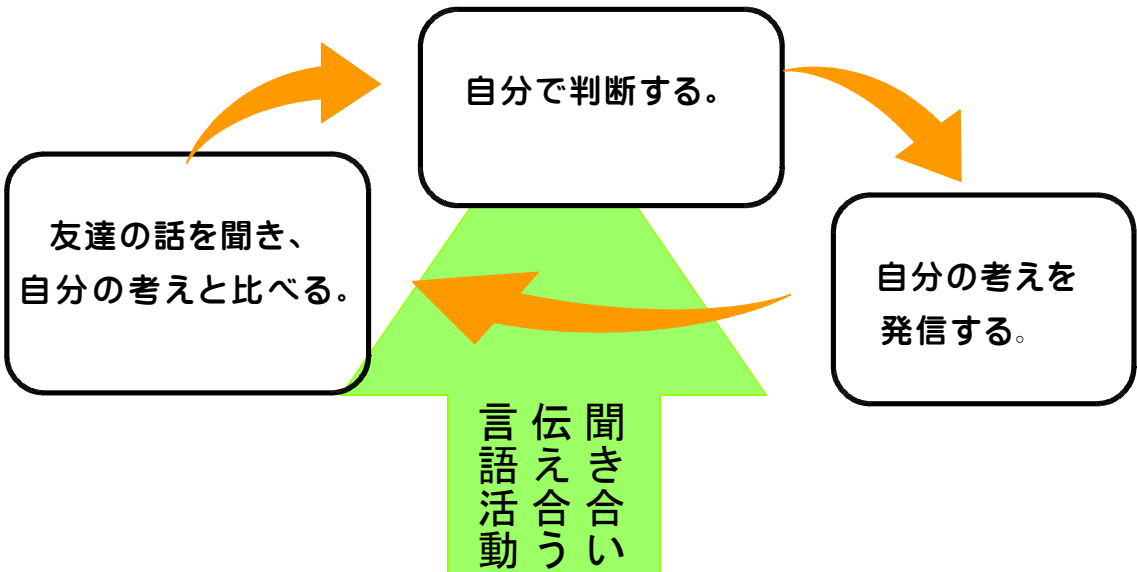 自分で判断する。
友達の話を聞き、
自分の考えと比べる。
自分の考えを
発信する。
聞き合い
伝え合う
言語活動